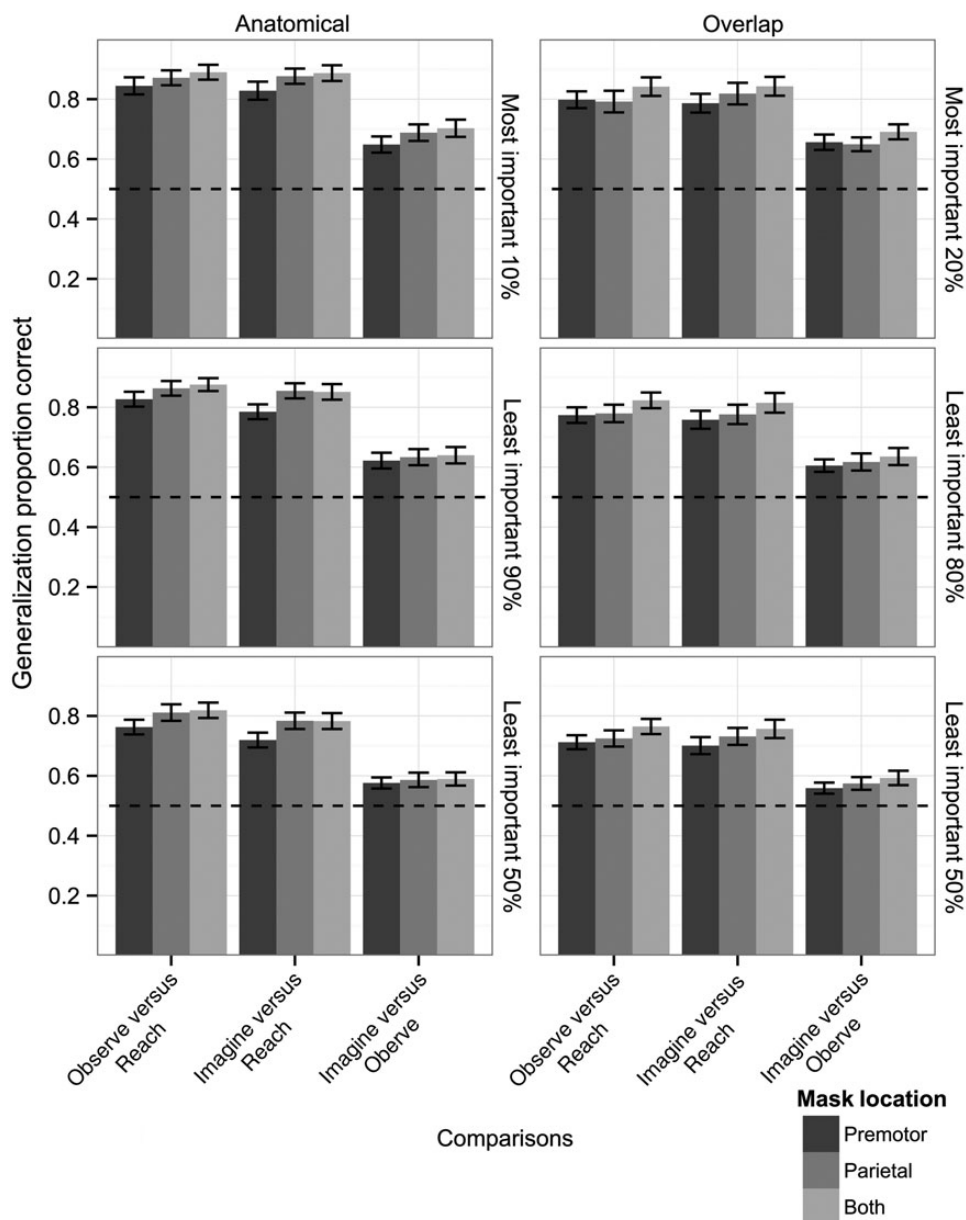 Anatomical
Overlap
Generalization proportion correct
0.8
0.6
0.4
0.2
Most important 10%
Most important 20%
0.8
0.6
0.4
0.2
Least important 90%
Least important 80%
0.8
0.6
0.4
0.2
Least important 50%
Least important 50%
Observe versus
Reach
Imagine versus
Reach
Imagine versus
Oberve
Observe versus
Reach
Imagine versus
Reach
Imagine versus
Oberve
Comparisons
Mask location
Premotor
Parietal
Both